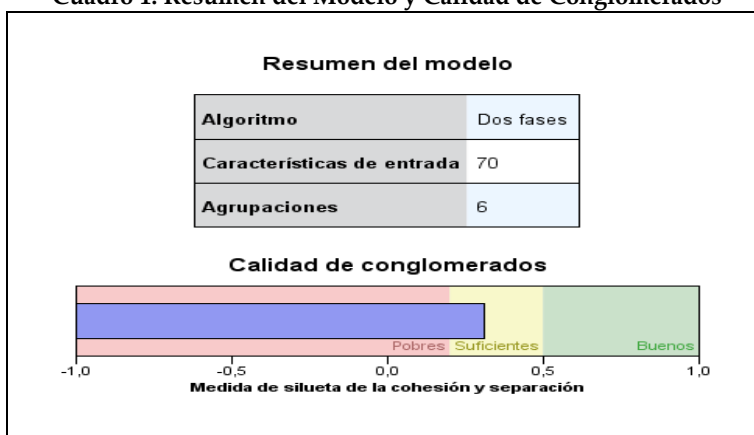 Cuadro 1. Resumen del Modelo y Calidad de Conglomerados
Resumen del modelo
Algoritmo Dos fases
Características de entrada 70
Agrupaciones 6
Calidad de conglomerados
Pobres Suficientes Buenos
-1,0 -0,5 0,0 0,5 1,0
Medida de silueta de la cohesión y separación